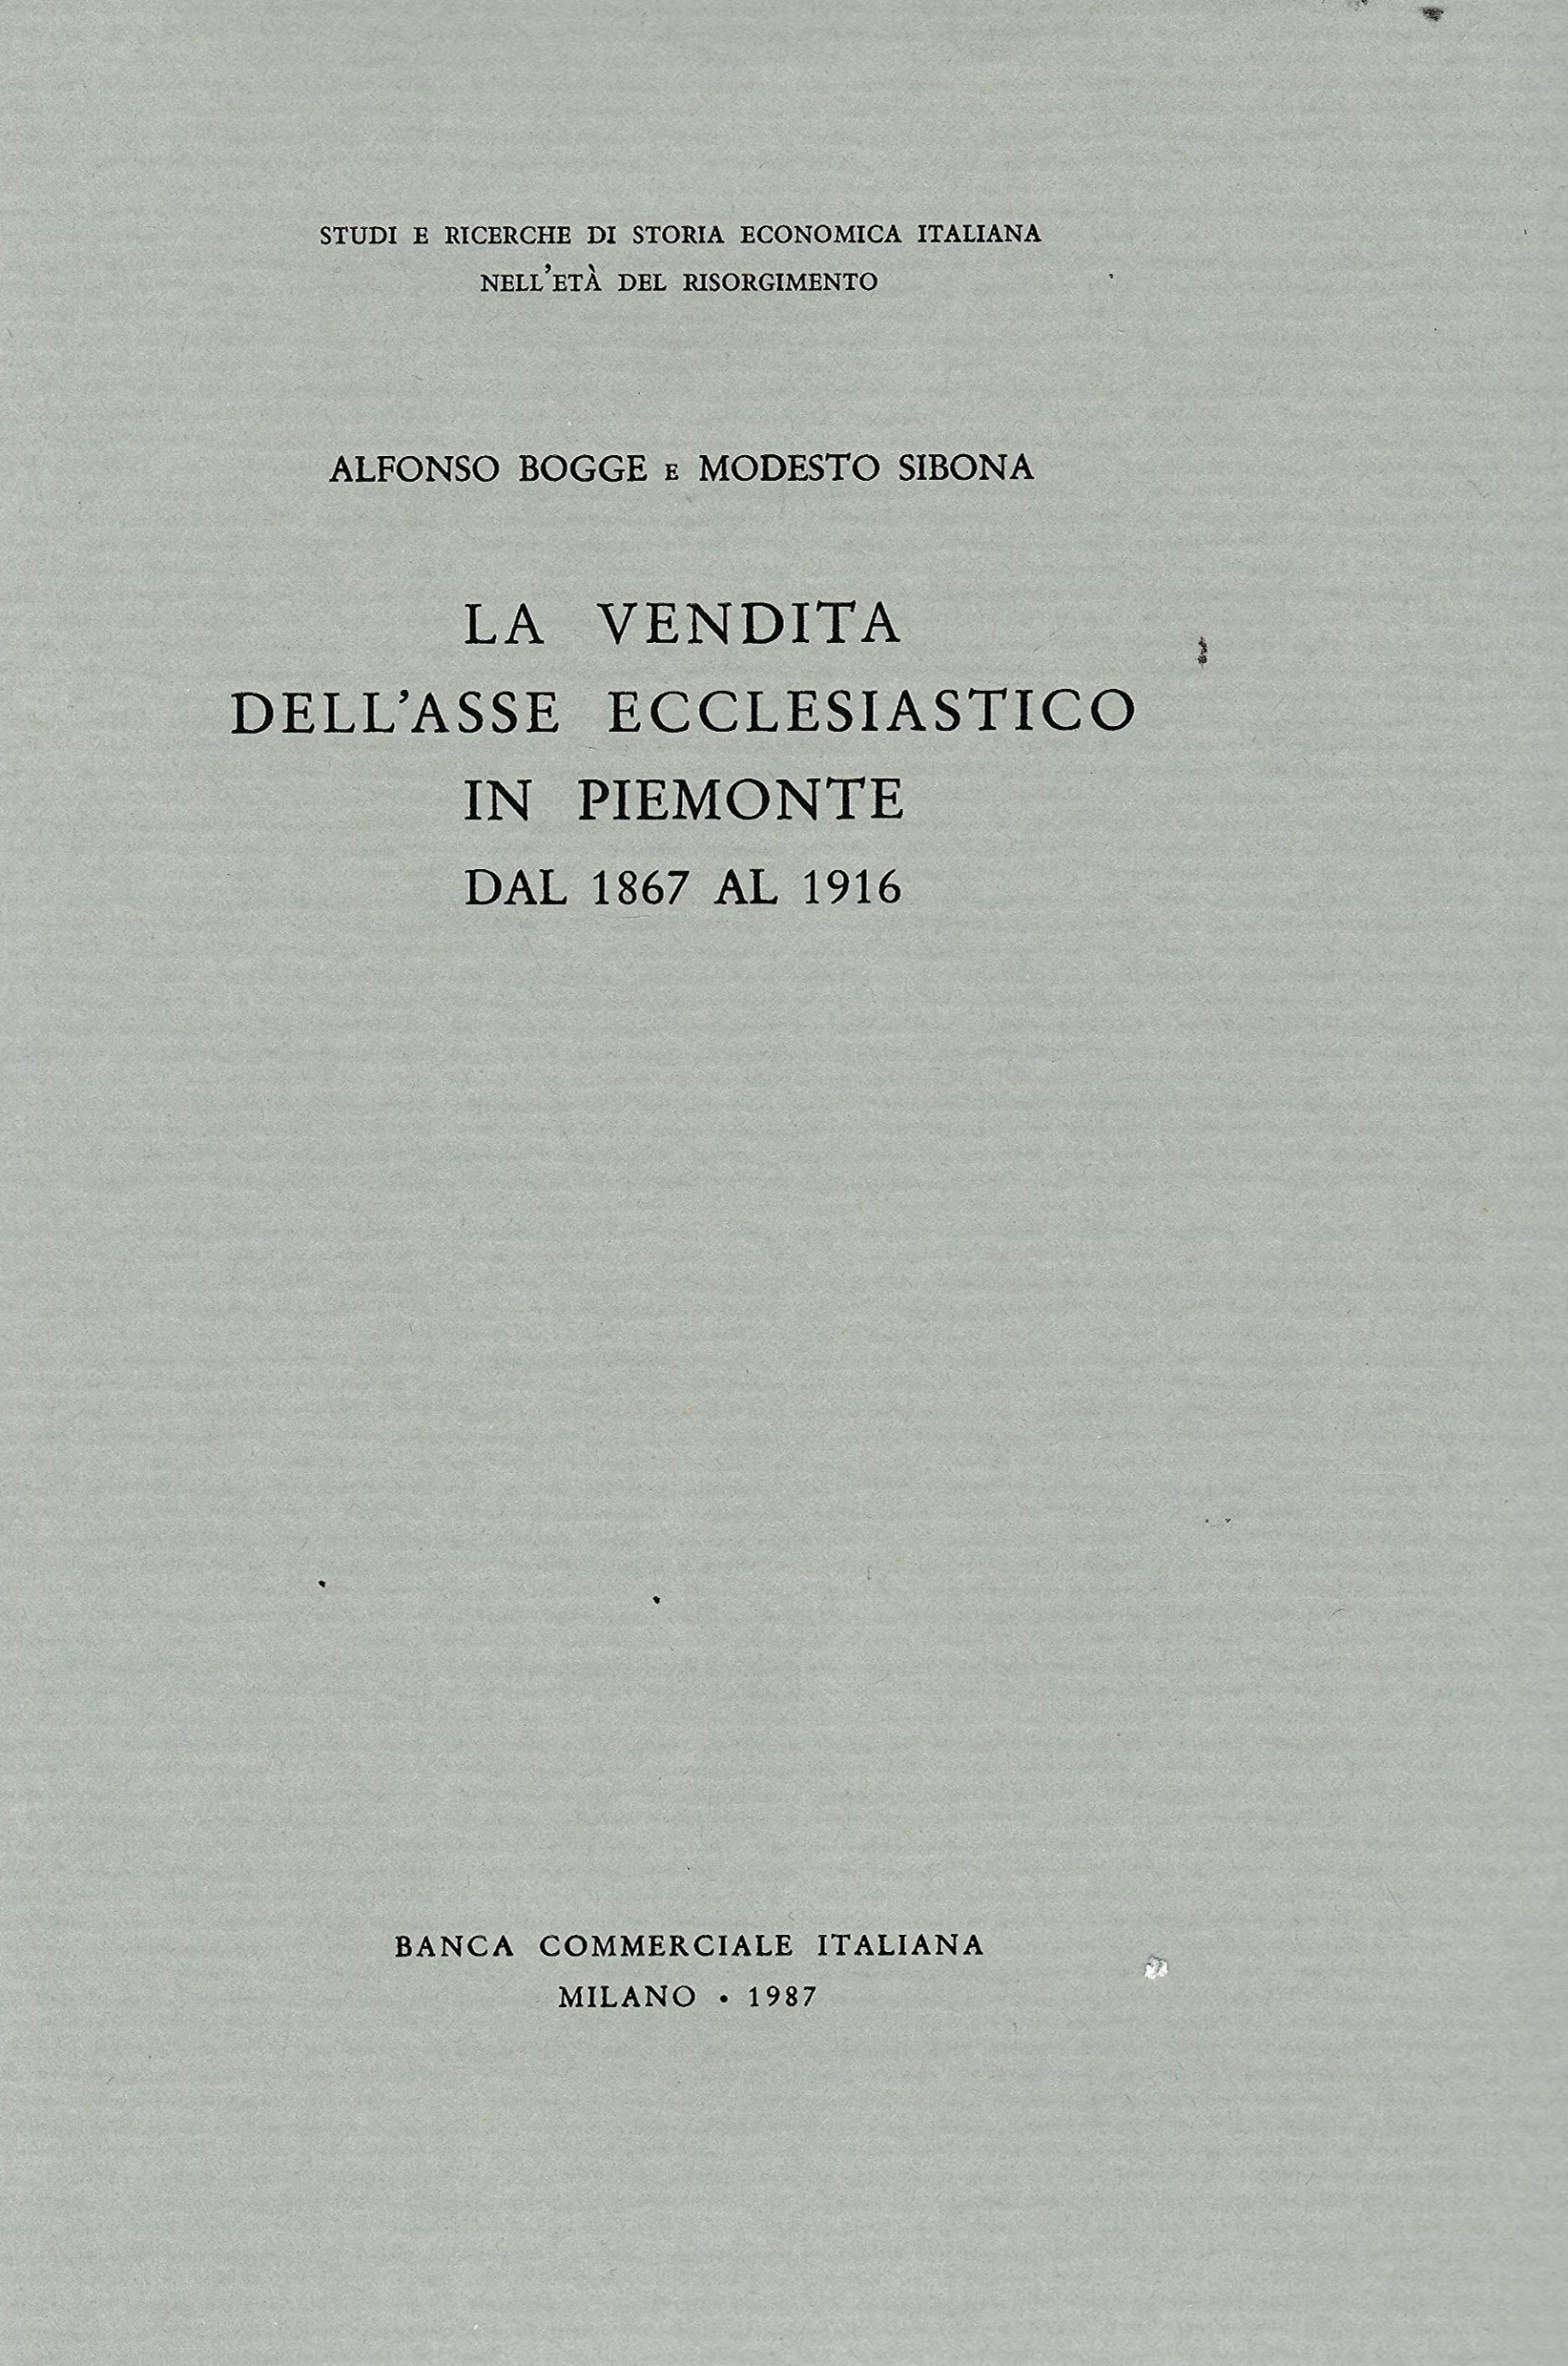 STUDI E RICERCHE DI STORIA ECONOMICA ITALIANA
NELL'ETÀ DEL RISORGIMENTO
ALFONSO BOGGE E MODESTO SIBONA
LA VENDITA
DELL'ASSE ECCLESIASTICO
IN PIEMONTE
DAL 1867 AL 1916
BANCA COMMERCIALE ITALIANA
MILANO • 1987